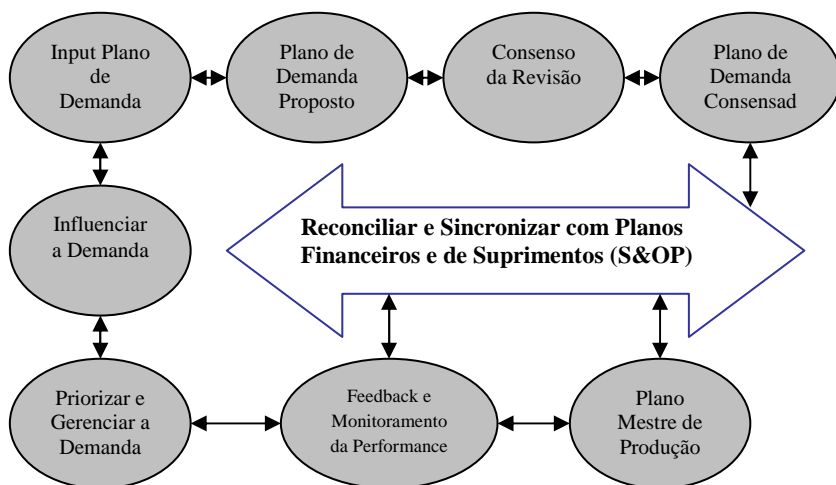 Input Plano
de
Demanda
Plano de
Demanda
Proposto
Consenso
da Revisão
Plano de
Demanda
Consensad
Influenciar
a Demanda
Reconciliar e Sincronizar com Planos
Financeiros e de Suprimentos (S&OP)
Priorizar e
Gerenciar a
Demanda
Feedback e
Monitoramento
da Performance
Plano
Mestre de
Produção